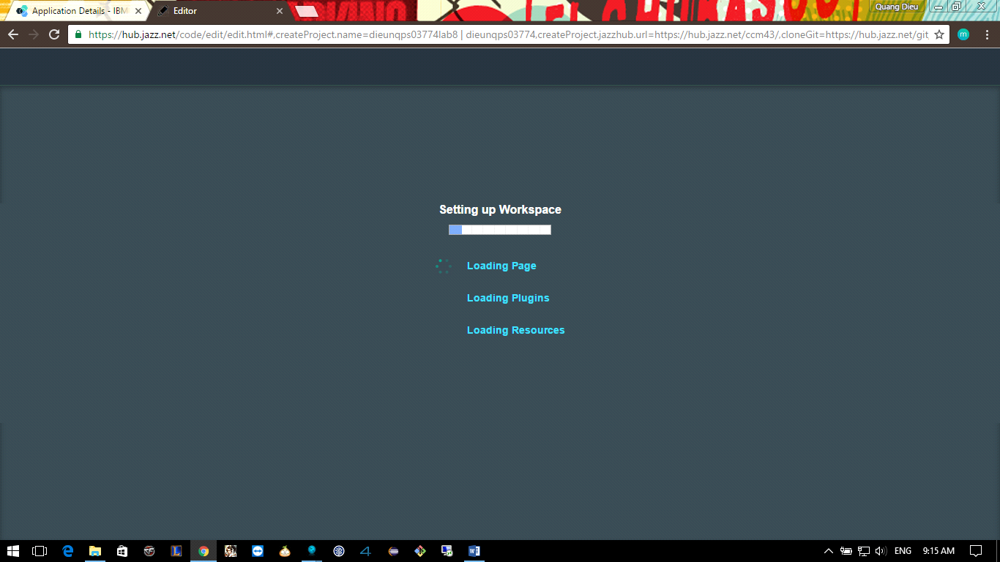 Application Details - IBM
Editor
Quang Dieu
https://hub.jazz.net/code/edit/edit.html#,createProject.name=dieunqps03774lab8 | dieunqps03774,createProject.jazzhub.url=https://hub.jazz.net/ccm43/,cloneGit=https://hub.jazz.net/git
m
Setting up Workspace
Loading Page
Loading Plugins
Loading Resources
ENG
9:15 AM